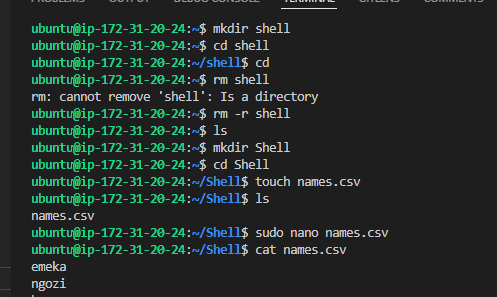 PROBLEMS OUTPUT DEBUG CONSOLE TERMINAL GITLENS COMMENTS
ubuntu@ip-172-31-20-24:~$ mkdir shell
ubuntu@ip-172-31-20-24:~$ cd shell
ubuntu@ip-172-31-20-24:~/shell$ cd
ubuntu@ip-172-31-20-24:~$ rm shell
rm: cannot remove 'shell': Is a directory
ubuntu@ip-172-31-20-24:~$ rm -r shell
ubuntu@ip-172-31-20-24:~$ ls
ubuntu@ip-172-31-20-24:~$ mkdir Shell
ubuntu@ip-172-31-20-24:~$ cd Shell
ubuntu@ip-172-31-20-24:~/Shell$ touch names.csv
ubuntu@ip-172-31-20-24:~/Shell$ ls
names.csv
ubuntu@ip-172-31-20-24:~/Shell$ sudo nano names.csv
ubuntu@ip-172-31-20-24:~/Shell$ cat names.csv
emeka
ngozi